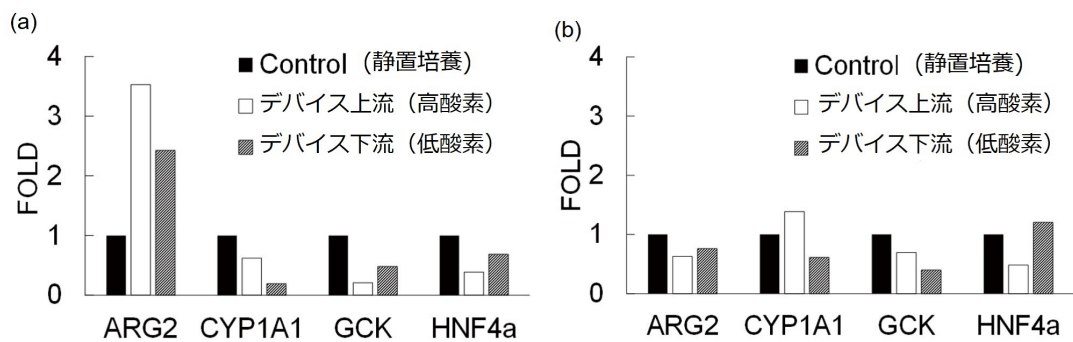 (a)
4
3
2
1
0
FOLD
Control（静置培養）
デバイス上流（高酸素）
デバイス下流（低酸素）
ARG2 CYP1A1 GCK HNF4a
(b)
4
3
2
1
0
FOLD
Control（静置培養）
デバイス上流（高酸素）
デバイス下流（低酸素）
ARG2 CYP1A1 GCK HNF4a